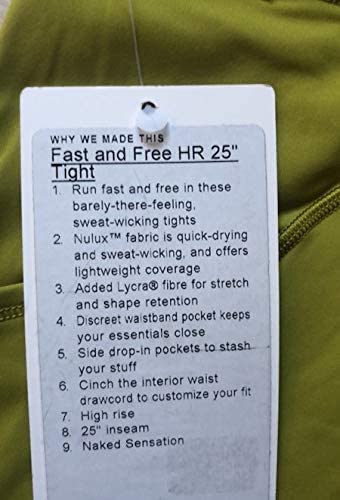 WHY WE MADE THIS
Fast and Free HR 25"
Tight
1. Run fast and free in these
barely-there-feeling,
sweat-wicking tights
2. Nulux™ fabric is quick-drying
and sweat-wicking, and offers
lightweight coverage
3. Added Lycra® fibre for stretch
and shape retention
4. Discreet waistband pocket keeps
your essentials close
5. Side drop-in pockets to stash
your stuff
6. Cinch the interior waist
drawcord to customize your fit
7. High rise
8. 25" inseam
9. Naked Sensation